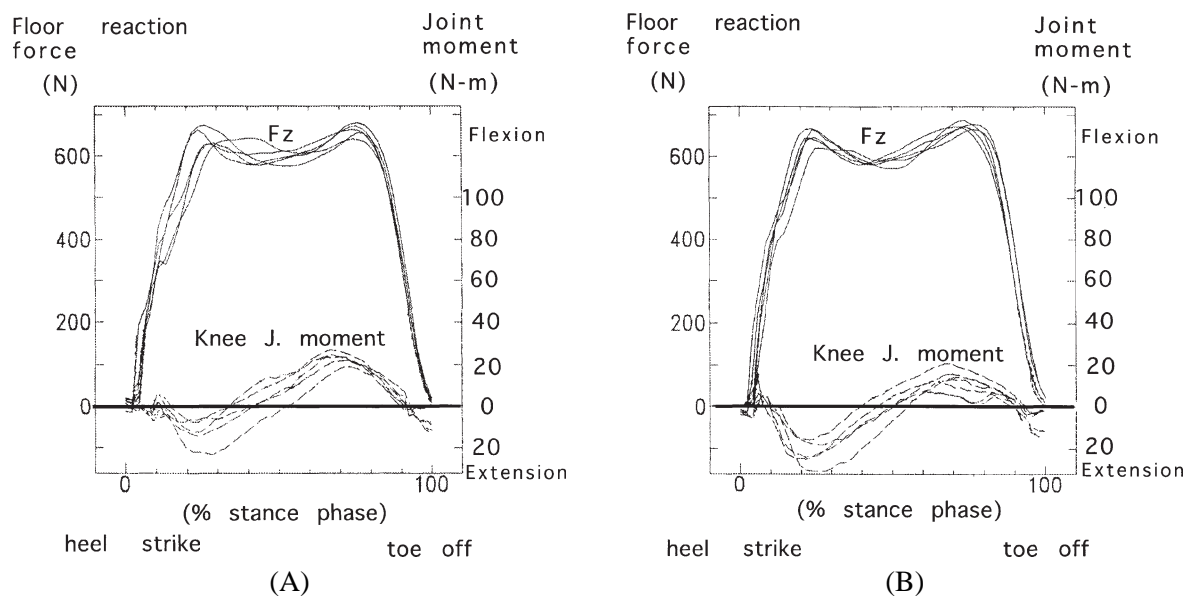 Floor reaction
force
(N)
Joint
moment
(N-m)
Fz
Flexion
600
100
400
80
60
200
40
Knee J. moment
20
0
0
20
Extension
0
100
(% stance phase)
heel strike
toe off
(A)
Floor reaction
force
(N)
Joint
moment
(N-m)
Fz
Flexion
600
100
400
80
60
200
40
Knee J. moment
20
0
0
20
Extension
0
100
(% stance phase)
heel strike
toe off
(B)